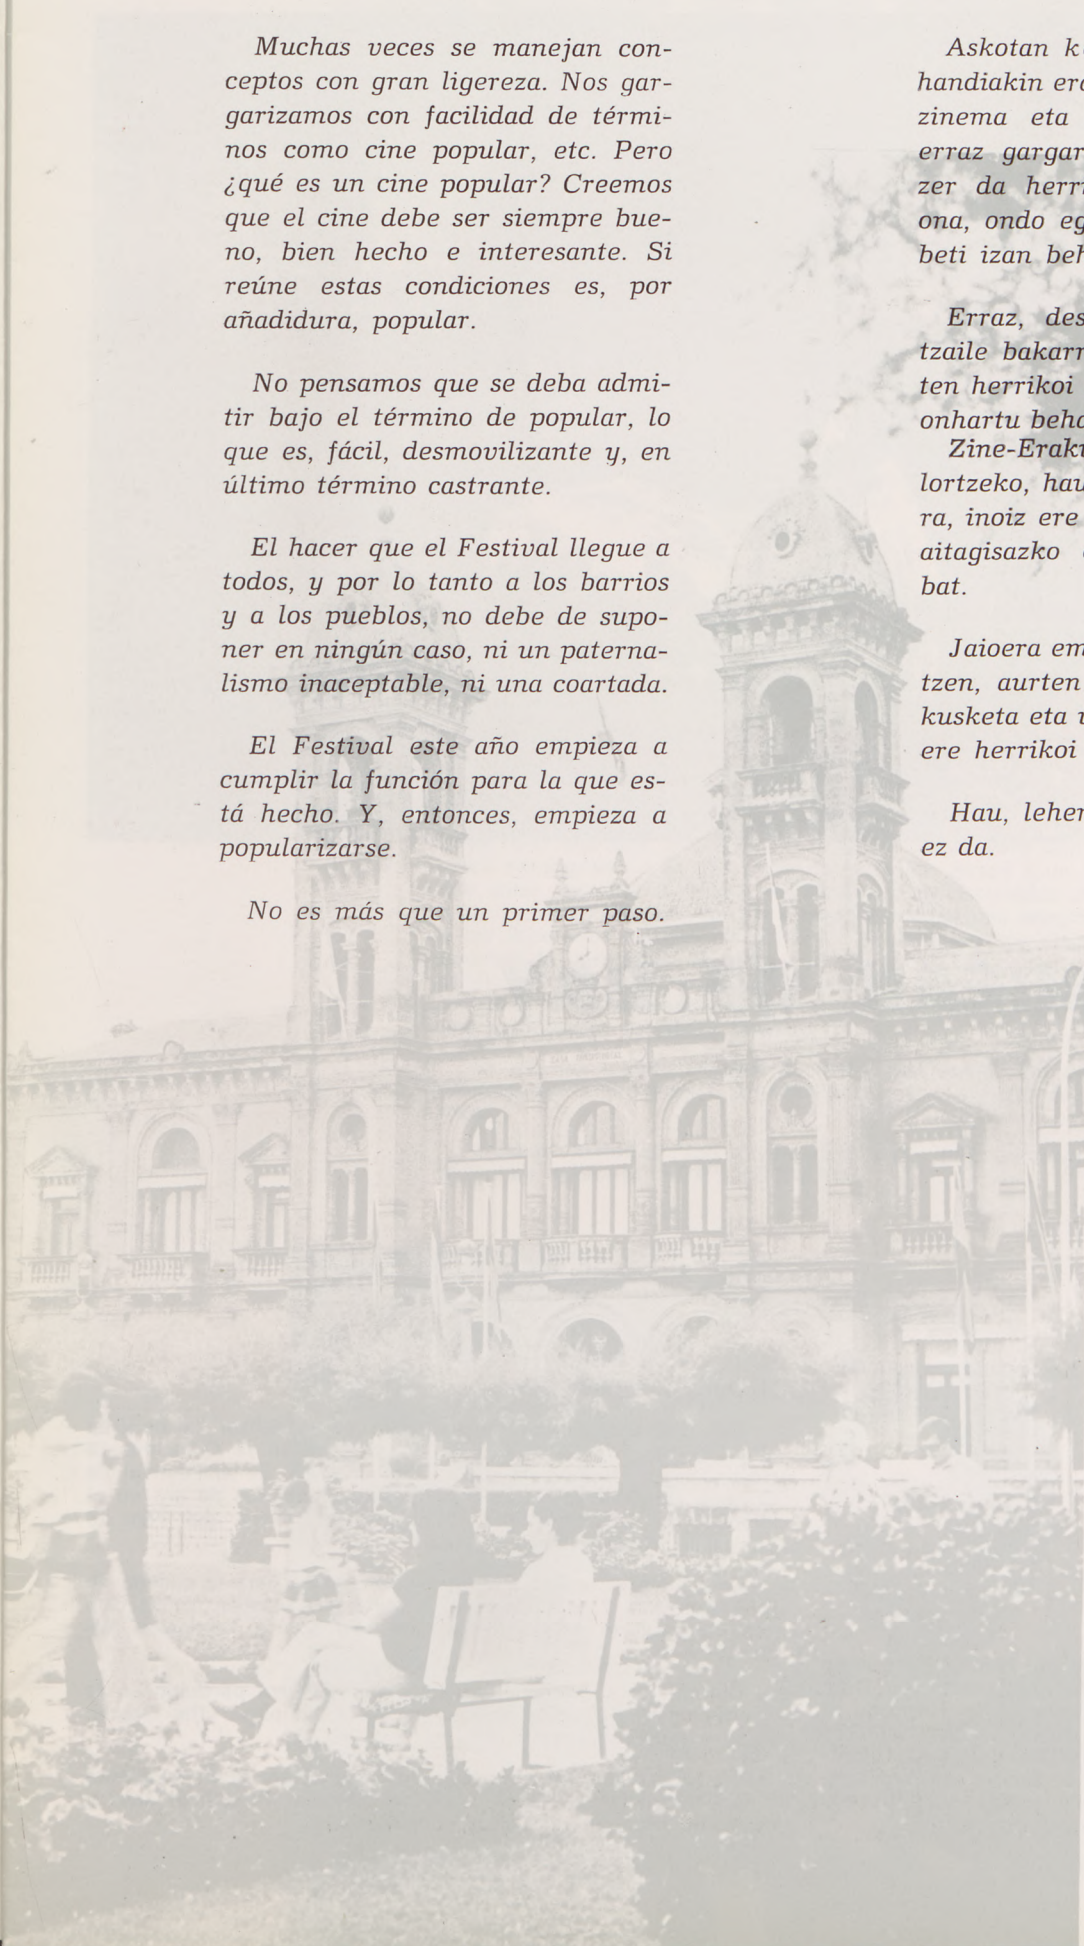 Muchas veces se manejan con-
ceptos con gran ligereza. Nos gar-
garizamos con facilidad de térmi-
nos como cine popular, etc. Pero
¿qué es un cine popular? Creemos
que el cine debe ser siempre bue-
no, bien hecho e interesante. Si
reúne estas condiciones es, por
añadidura, popular.
No pensamos que se deba admi-
tir bajo el término de popular, lo
que es, fácil, desmovilizante y, en
último término castrante.
El hacer que el Festival llegue a
todos, y por lo tanto a los barrios
y a los pueblos, no debe de supo-
ner en ningún caso, ni un paterna-
lismo inaceptable, ni una coartada.
El Festival este año empieza a
cumplir la función para la que es-
tá hecho. Y, entonces, empieza a
popularizarse.
No es más que un primer paso.
Askotan
handiakin
zinema eta
erraz
zer da
ona, ondo
beti izan
Erraz,
tzaile
ten herrikoi
onhartu
lortzeko,
ra, inoiz ere
aitagisazko
bat.
Jaioera
tzen, aurten
kusketa eta
ere herrikoi
Hau,
ez da.